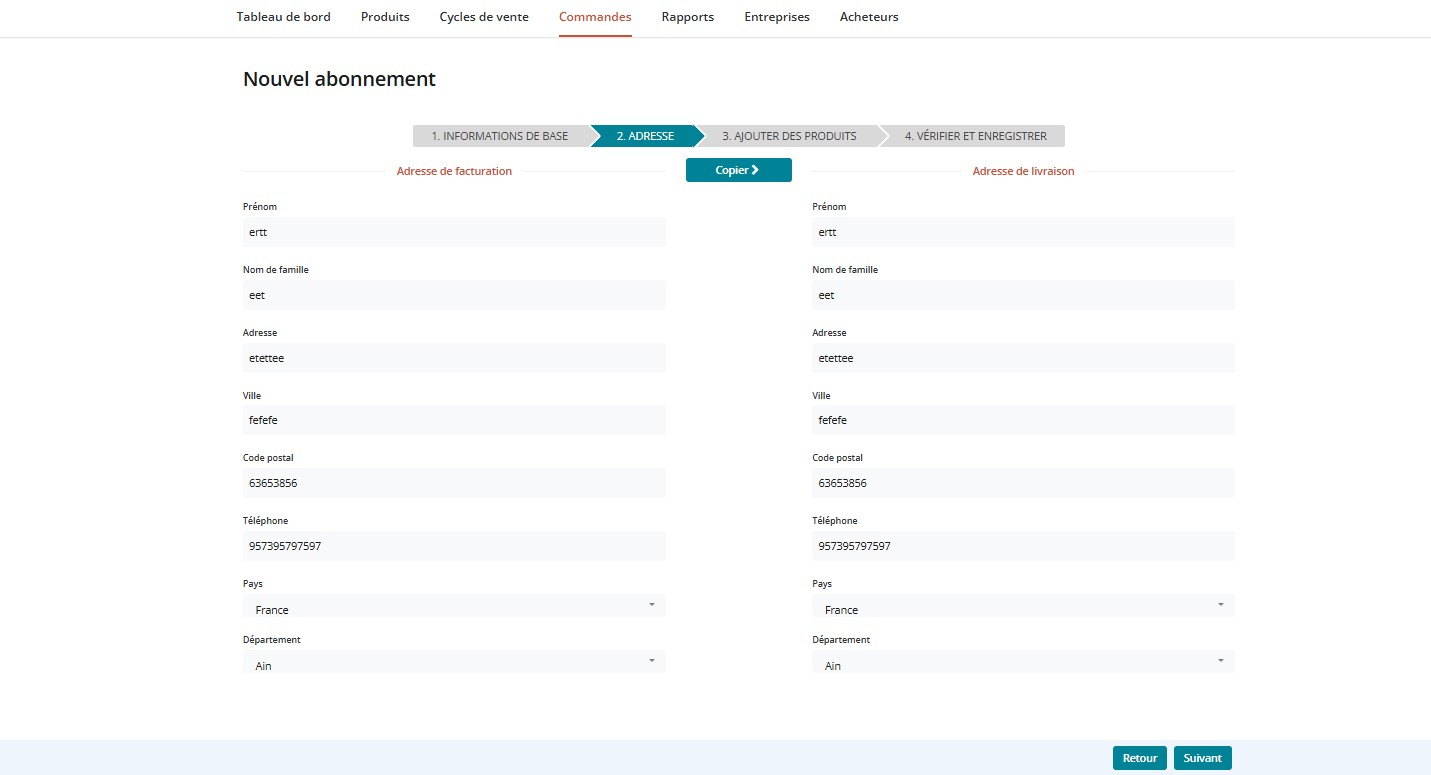 Tableau de bord Produits Cycles de vente Commandes Rapports Entreprises Acheteurs
Nouvel abonnement
1. INFORMATIONS DE BASE 2. ADRESSE 3. AJOUTER DES PRODUITS 4. VÉRIFIER ET ENREGISTRER
Adresse de facturation
Copier
Adresse de livraison
Prénom
ertt
Nom de famille
eet
Adresse
etettee
Ville
fefefe
Code postal
63653856
Téléphone
957395797597
Pays
France
Département
Ain
Prénom
ertt
Nom de famille
eet
Adresse
etettee
Ville
fefefe
Code postal
63653856
Téléphone
957395797597
Pays
France
Département
Ain
Retour Suivant